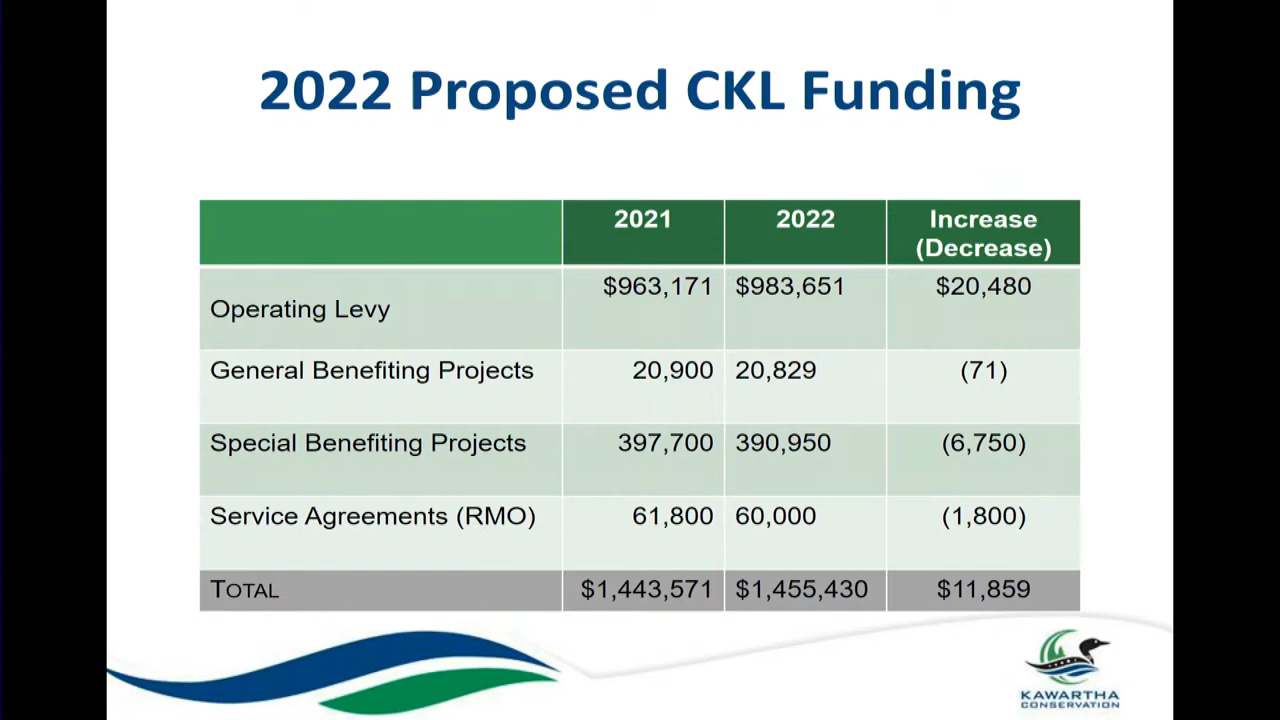 2022 Proposed CKL Funding
2021 2022 Increase
(Decrease)
Operating Levy $963,171 $983,651 $20,480
General Benefiting Projects 20,900 20,829 (71)
Special Benefiting Projects 397,700 390,950 (6,750)
Service Agreements (RMO) 61,800 60,000 (1,800)
TOTAL $1,443,571 $1,455,430 $11,859
KAWARTHA
CONSERVATION